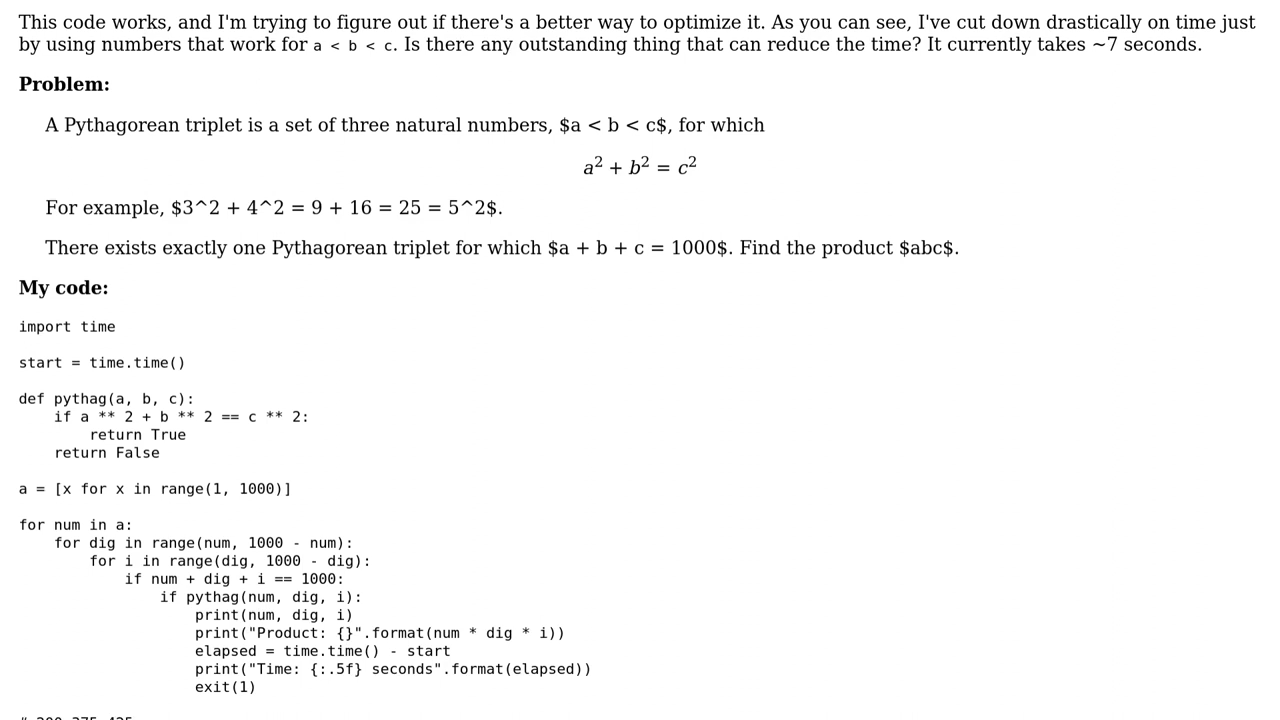 This code works, and I'm trying to figure out if there's a better way to optimize it. As you can see, I've cut down drastically on time just
by using numbers that work for a < b < c. Is there any outstanding thing that can reduce the time? It currently takes ~7 seconds.
Problem:
A Pythagorean triplet is a set of three natural numbers, $a < b < c$, for which
a² + b² = c²
For example, $3^2 + 4^2 = 9 + 16 = 25 = 5^2$.
There exists exactly one Pythagorean triplet for which $a + b + c = 1000$. Find the product $abc$.
My code:
import time
start = time.time()
def pythag(a, b, c):
    if a ** 2 + b ** 2 == c ** 2:
        return True
    return False
a = [x for x in range(1, 1000)]
for num in a:
    for dig in range(num, 1000 - num):
        for i in range(dig, 1000 - dig):
            if num + dig + i == 1000:
                if pythag(num, dig, i):
                    print(num, dig, i)
                    print("Product: {}".format(num * dig * i))
                    elapsed = time.time() - start
                    print("Time: {:.5f} seconds".format(elapsed))
                    exit(1)